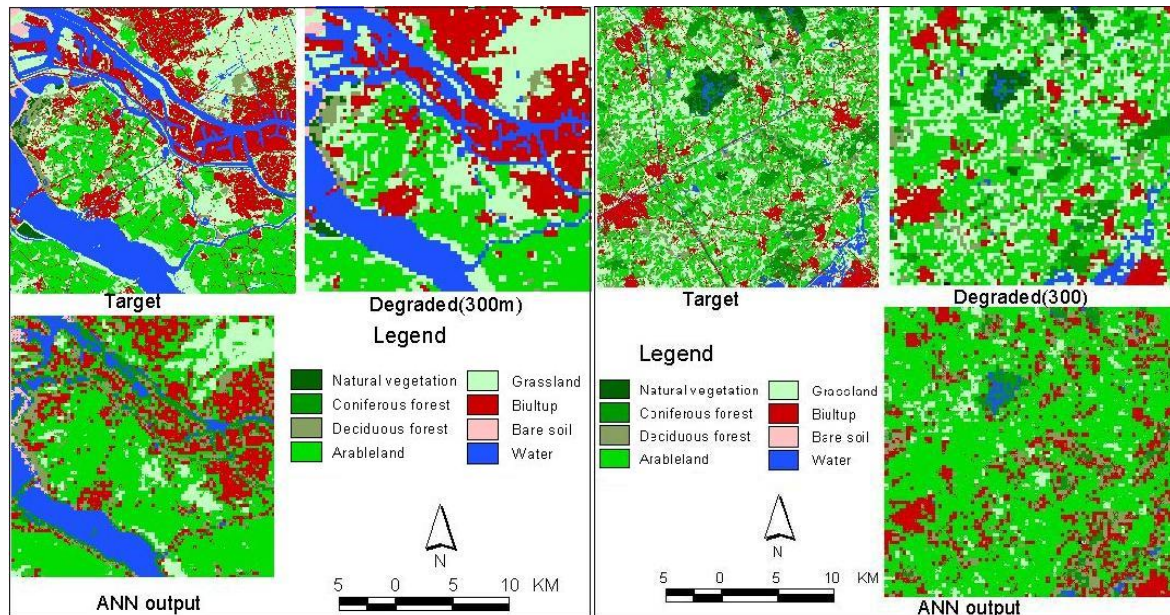 Target
Degraded(300m)
Legend
Natural vegetation
Grassland
Coniferous forest
Biultup
Deciduous forest
Bare soil
Arableland
Water
N
5 0 5 10 KM
ANN output
Target
Degraded(300)
Legend
Natural vegetation
Grassland
Coniferous forest
Biultup
Deciduous forest
Bare soil
Arableland
Water
N
5 0 5 10 KM
ANN output